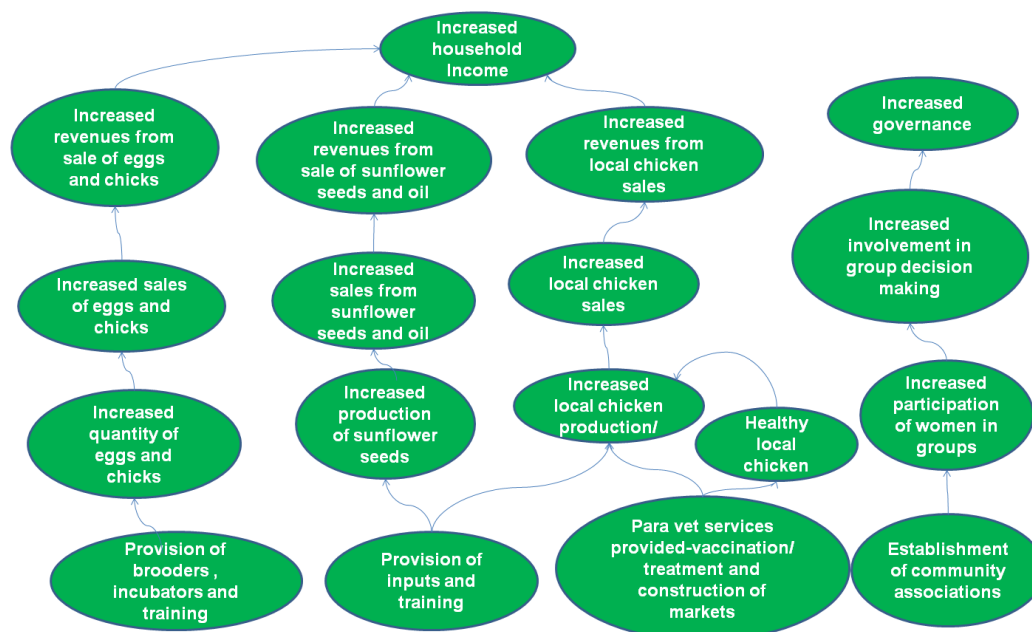 Increased
household
Income
Increased
revenues from
sale of eggs
and chicks
Increased
revenues from
sale of sunflower
seeds and oil
Increased
revenues from
local chicken
sales
Increased
governance
Increased
involvement in
group decision
making
Increased sales
of eggs and
chicks
Increased
sales from
sunflower
seeds and oil
Increased
local chicken
sales
Increased
quantity of
eggs and
chicks
Increased
production
of sunflower
seeds
Increased
local chicken
production/
Healthy
local
chicken
Increased
participation
of women in
groups
Provision of
brooders ,
incubators and
training
Provision of
inputs and
training
Para vet services
provided-vaccination/
treatment and
construction of
markets
Establishment
of community
associations